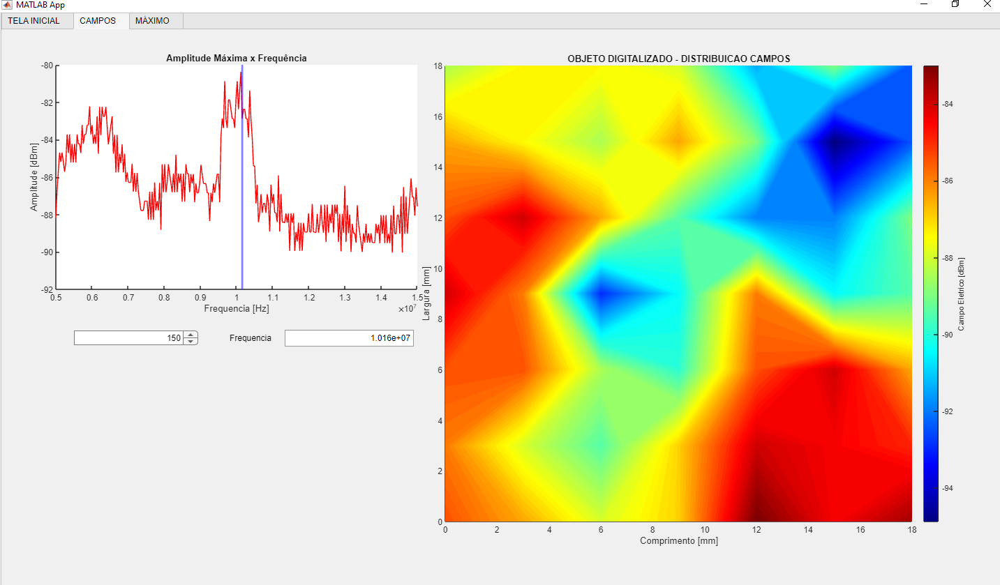 MATLAB App
TELA INICIAL CAMPOS MÁXIMO
Amplitude Máxima x Frequência
-80
-82
-84
-86
-88
-90
-92
Amplitude [dBm]
0.5 0.6 0.7 0.8 0.9 1 1.1 1.2 1.3 1.4 1.5
Frequencia [Hz]
×10⁷
150
Frequencia 1.016e+07
OBJETO DIGITALIZADO - DISTRIBUICAO CAMPOS
18
16
14
12
10
8
6
4
2
0
Largura [mm]
0 2 4 6 8 10 12 14 16 18
Comprimento [mm]
-84
-86
-88
-90
-92
-94
Campo Eletrico [dBm]